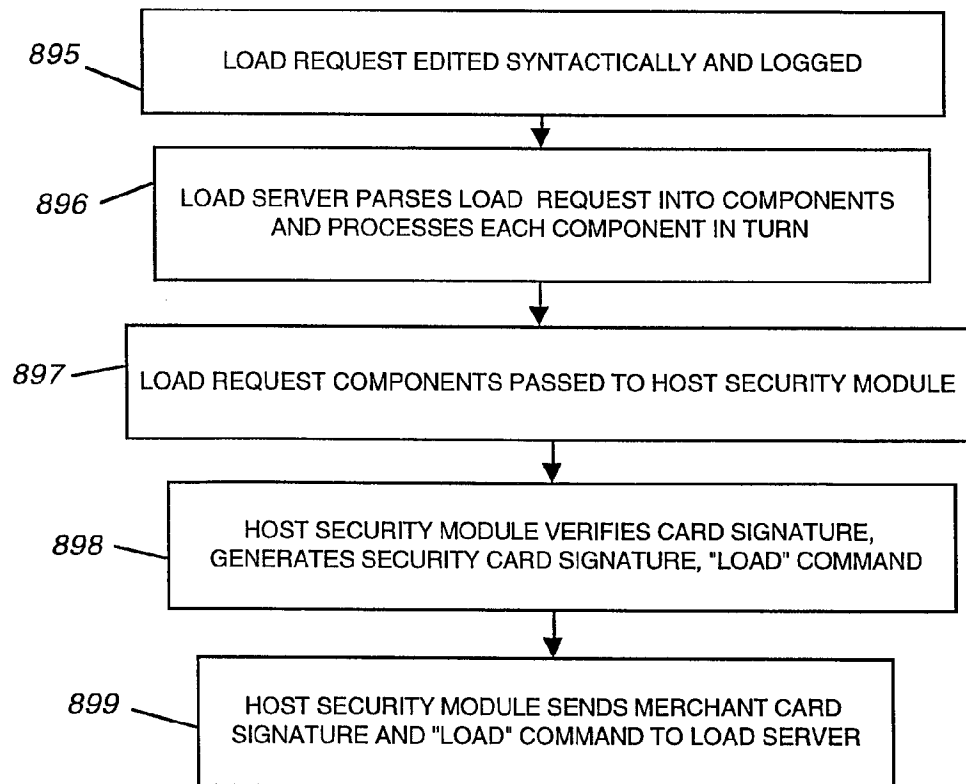 895
LOAD REQUEST EDITED SYNTACTICALLY AND LOGGED
896
LOAD SERVER PARSES LOAD REQUEST INTO COMPONENTS
AND PROCESSES EACH COMPONENT IN TURN
897
LOAD REQUEST COMPONENTS PASSED TO HOST SECURITY MODULE
898
HOST SECURITY MODULE VERIFIES CARD SIGNATURE,
GENERATES SECURITY CARD SIGNATURE, "LOAD" COMMAND
899
HOST SECURITY MODULE SENDS MERCHANT CARD
SIGNATURE AND "LOAD" COMMAND TO LOAD SERVER